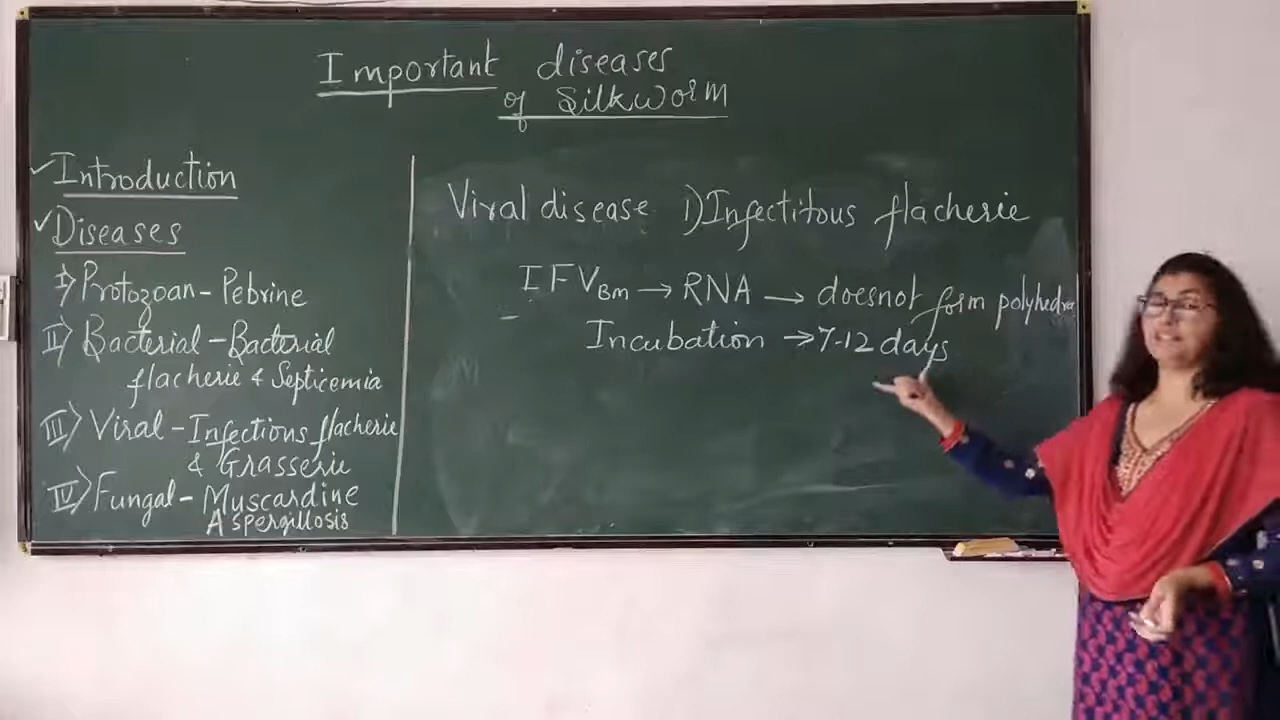 Important diseases
of Silkworm
✓Introduction
✓Diseases
I) Protozoan - Pebrine
II) Bacterial - Bacterial
flacherie & Septicemia
III) Viral - Infections flacherie
& Grasserie
IV) Fungal - Muscardine
Aspergillosis
Viral disease 1) Infectitous flacherie
IFVBm → RNA → doesnot form polyhedra
Incubation → 7-12 days